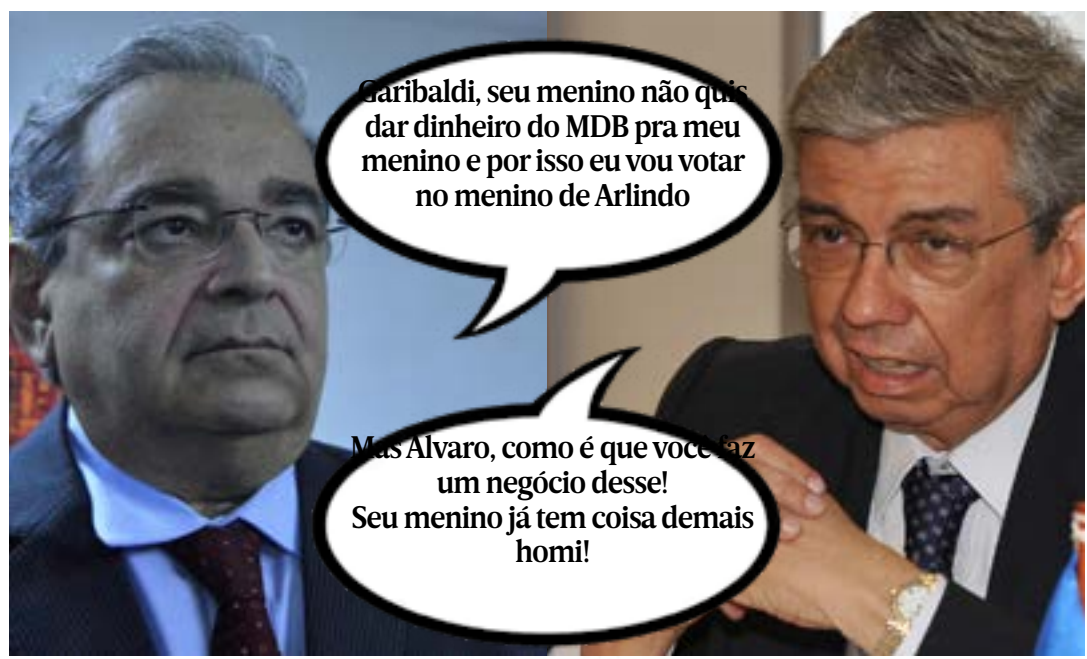 Garibaldi, seu menino não quis
dar dinheiro do MDB pra meu
menino e por isso eu vou votar
no menino de Arlindo
Mas Alvaro, como é que você faz
um negócio desse!
Seu menino já tem coisa demais
homi!